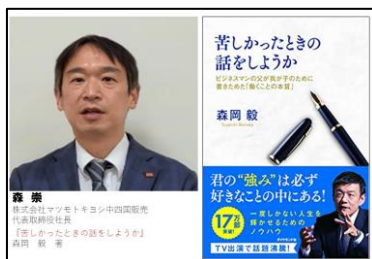 森 崇
株式会社マツモトキヨシ中四国販売
代表取締役社長
『苦しかったときの話をしようか』
森岡 毅 著
苦しかったときの
話をしようか
ビジネスマンの父が我が子のために
書きためた「働くことの本質」
森岡 毅
君の“強み”は必ず
好きなことの中にある!
17万部
突破!
一度しかない人生を
輝かせるための
ノウハウ
TV出演で話題沸騰!